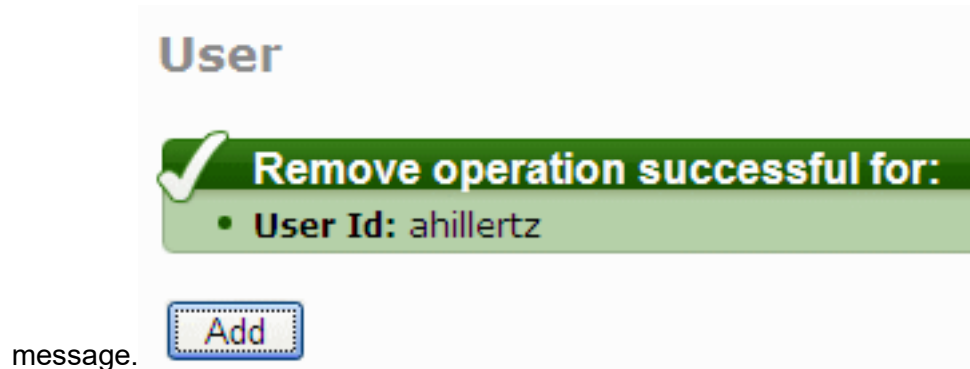 User
Remove operation successful for:
• User Id: ahillertz
Add
message.